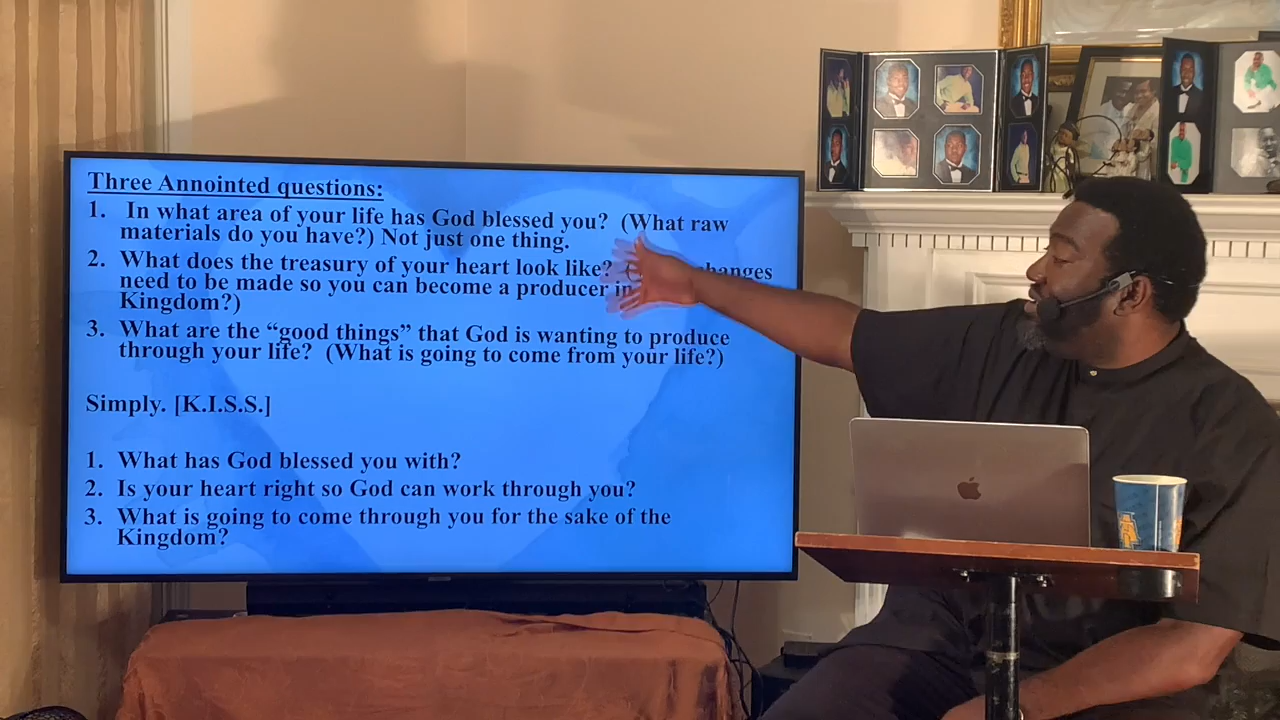 Three Annointed questions:
1. In what area of your life has God blessed you? (What raw
materials do you have?) Not just one thing.
2. What does the treasury of your heart look like? changes
need to be made so you can become a producer in
Kingdom?)
3. What are the “good things” that God is wanting to produce
through your life? (What is going to come from your life?)
Simply. [K.I.S.S.]
1. What has God blessed you with?
2. Is your heart right so God can work through you?
3. What is going to come through you for the sake of the
Kingdom?